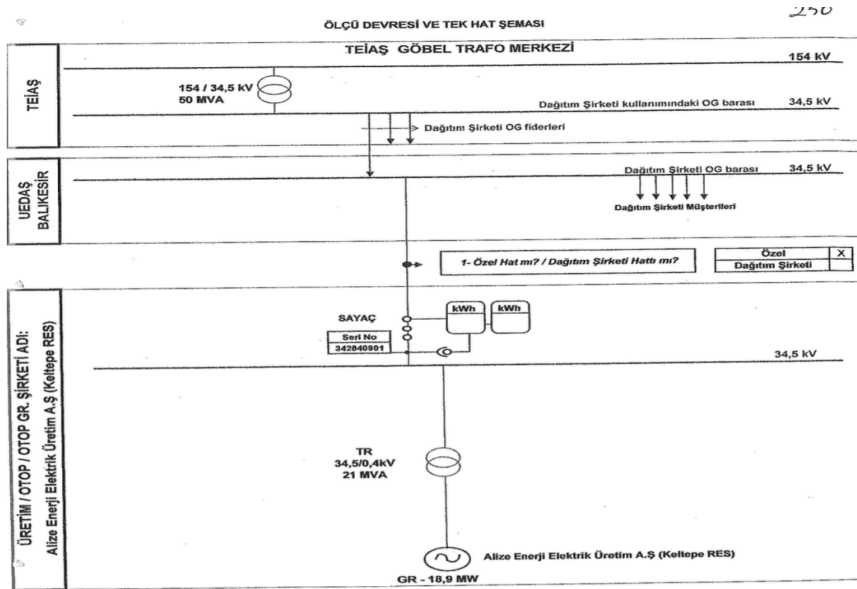 250
ÖLÇÜ DEVRESİ VE TEK HAT ŞEMASI
TEİAŞ
TEİAŞ GÖBEL TRAFO MERKEZİ
154 kV
154 / 34,5 kV
50 MVA
Dağıtım Şirketi kullanımındaki OG barası
34,5 kV
Dağıtım Şirketi OG fiderleri
UEDAŞ
BALIKESİR
Dağıtım Şirketi OG barası
34,5 kV
Dağıtım Şirketi Müşterileri
1- Özel Hat mı? / Dağıtım Şirketi Hattı mı?
Özel X
Dağıtım Şirketi
ÜRETİM / OTOP / OTOP GR. ŞİRKETİ ADI:
Alize Enerji Elektrik Üretim A.Ş (Keltepe RES)
SAYAÇ
kWh kWh
Seri No
342840901
34,5 kV
TR
34,5/0,4kV
21 MVA
Alize Enerji Elektrik Üretim A.Ş (Keltepe RES)
GR - 18,9 MW